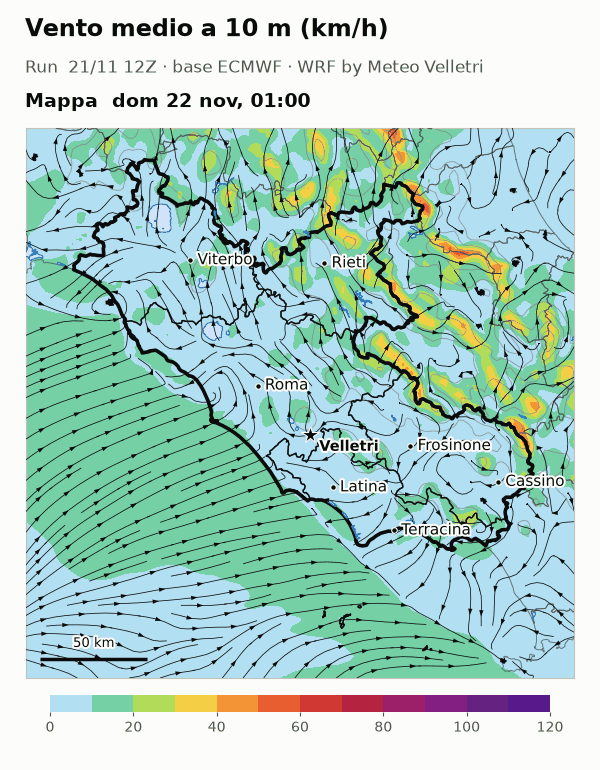 Vento medio a 10 m (km/h)
Run  21/11 12Z · base ECMWF · WRF by Meteo Velletri
Mappa  dom 22 nov, 01:00
Viterbo
Rieti
Roma
Velletri
Frosinone
Cassino
Latina
Terracina
50 km
0 20 40 60 80 100 120